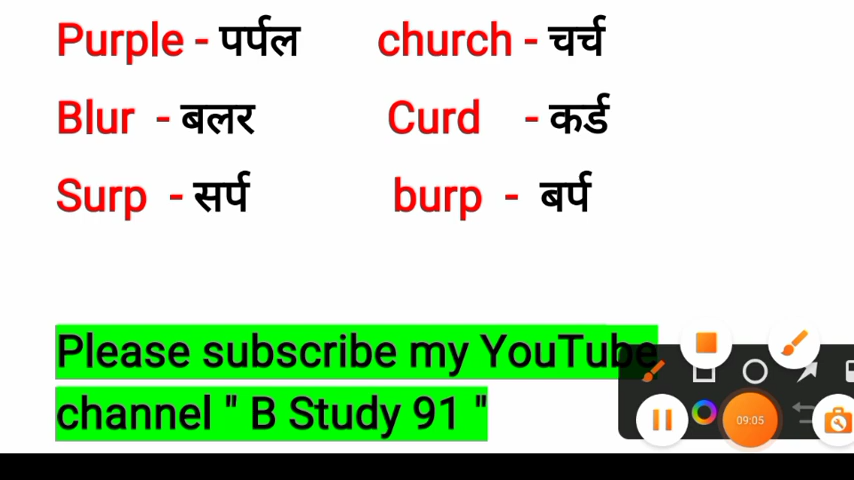 Purple - पर्पल church - चर्च
Blur - बलर Curd - कर्ड
Surp - सर्प burp - बर्प
Please subscribe my YouTube
channel " B Study 91 "
09:05